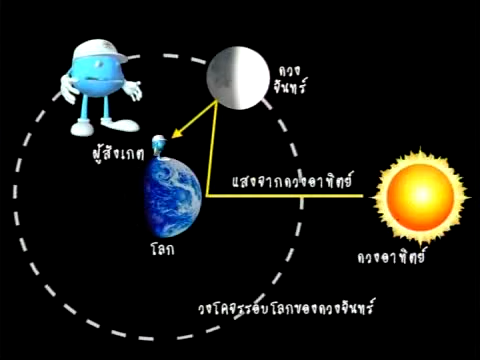 ดวง
จันทร์
ผู้สังเกต
แสงจากดวงอาทิตย์
โลก
ดวงอาทิตย์
วงโคจรรอบโลกของดวงจันทร์